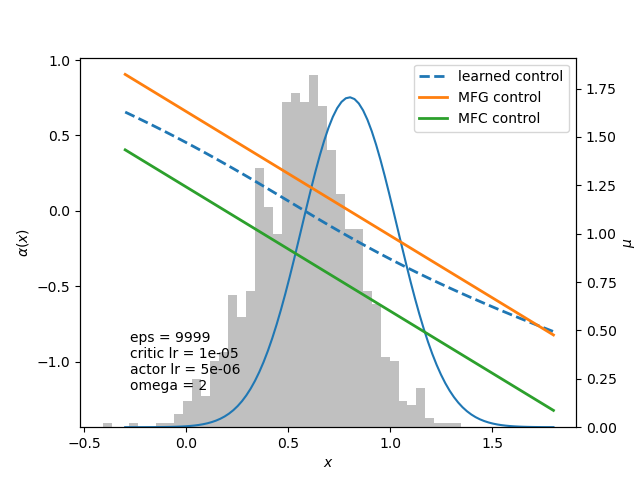 learned control
MFG control
MFC control
eps = 9999
critic lr = 1e-05
actor lr = 5e-06
omega = 2
α(x)
1.0
0.5
0.0
−0.5
−1.0
μ
1.75
1.50
1.25
1.00
0.75
0.50
0.25
0.00
−0.5
0.0
0.5
1.0
1.5
x